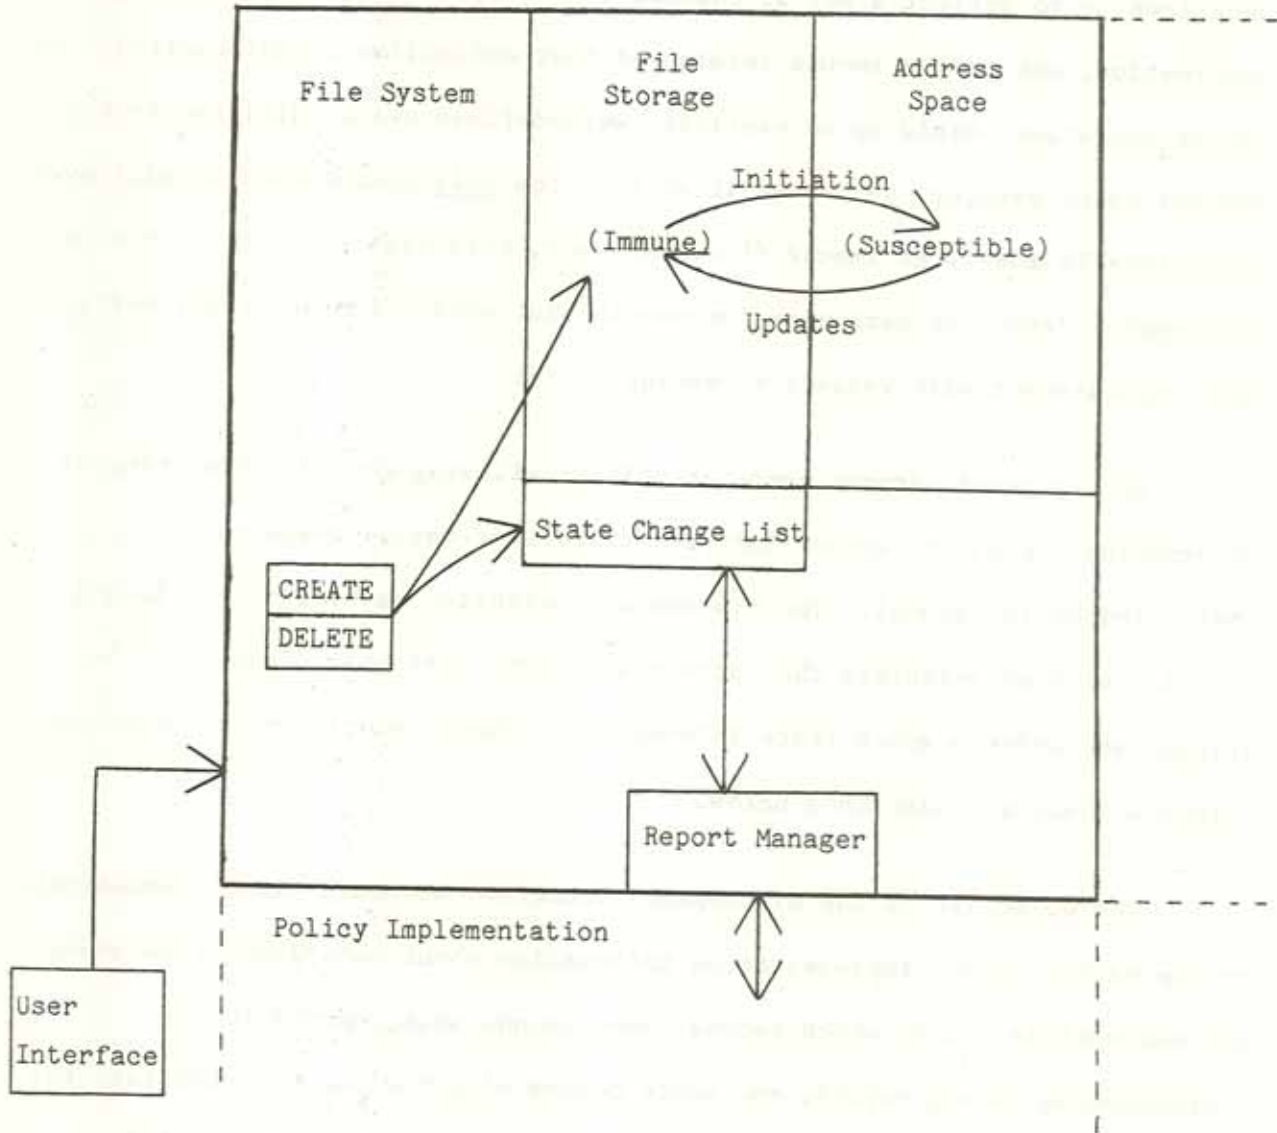 File System
File
Storage
Address
Space
Initiation
(Immune)
(Susceptible)
Updates
State Change List
CREATE
DELETE
Report Manager
Policy Implementation
User
Interface